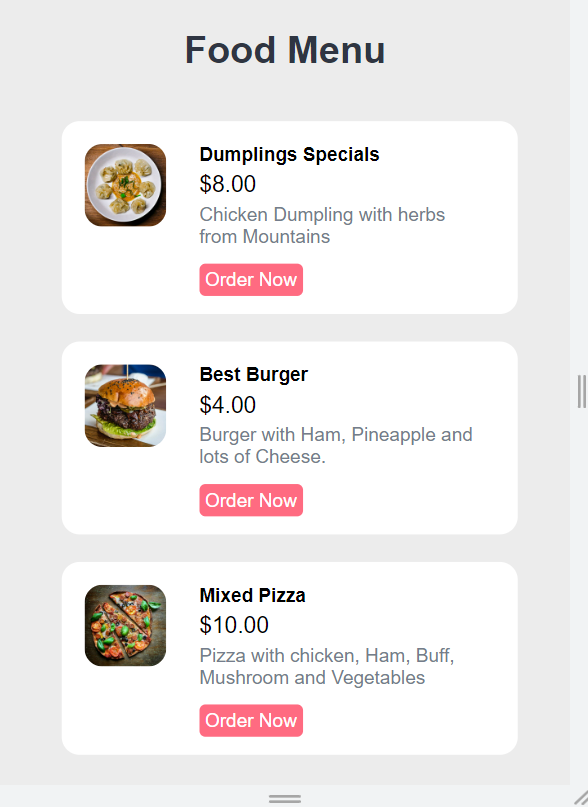 Food Menu
Dumplings Specials
$8.00
Chicken Dumpling with herbs
from Mountains
Order Now
Best Burger
$4.00
Burger with Ham, Pineapple and
lots of Cheese.
Order Now
Mixed Pizza
$10.00
Pizza with chicken, Ham, Buff,
Mushroom and Vegetables
Order Now